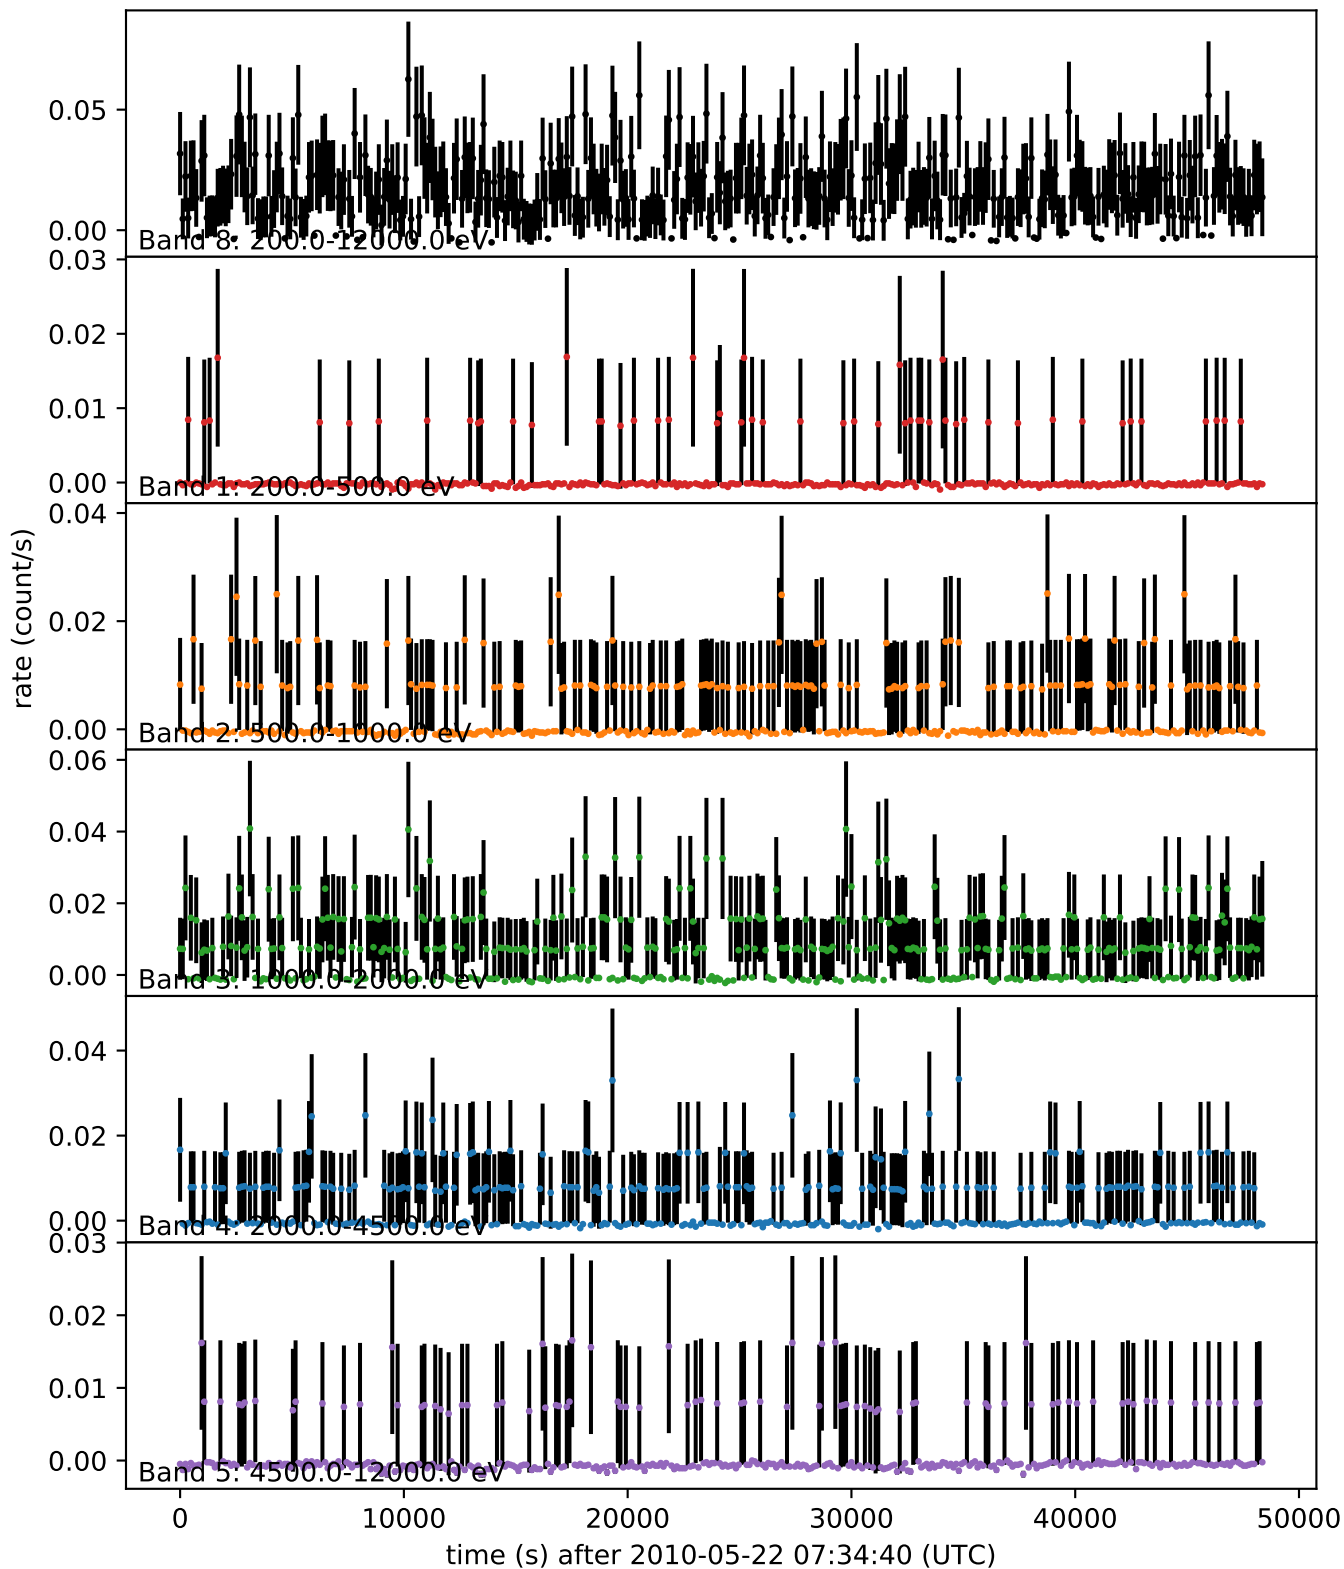 0.05
0.00
Band 8: 200.0-12000.0 eV
0.03
0.02
0.01
0.00
Band 1: 200.0-500.0 eV
0.04
0.02
0.00
Band 2: 500.0-1000.0 eV
rate (count/s)
0.06
0.04
0.02
0.00
Band 3: 1000.0-2000.0 eV
0.04
0.02
0.00
Band 4: 2000.0-4500.0 eV
0.03
0.02
0.01
0.00
Band 5: 4500.0-12000.0 eV
0 10000 20000 30000 40000 50000
time (s) after 2010-05-22 07:34:40 (UTC)